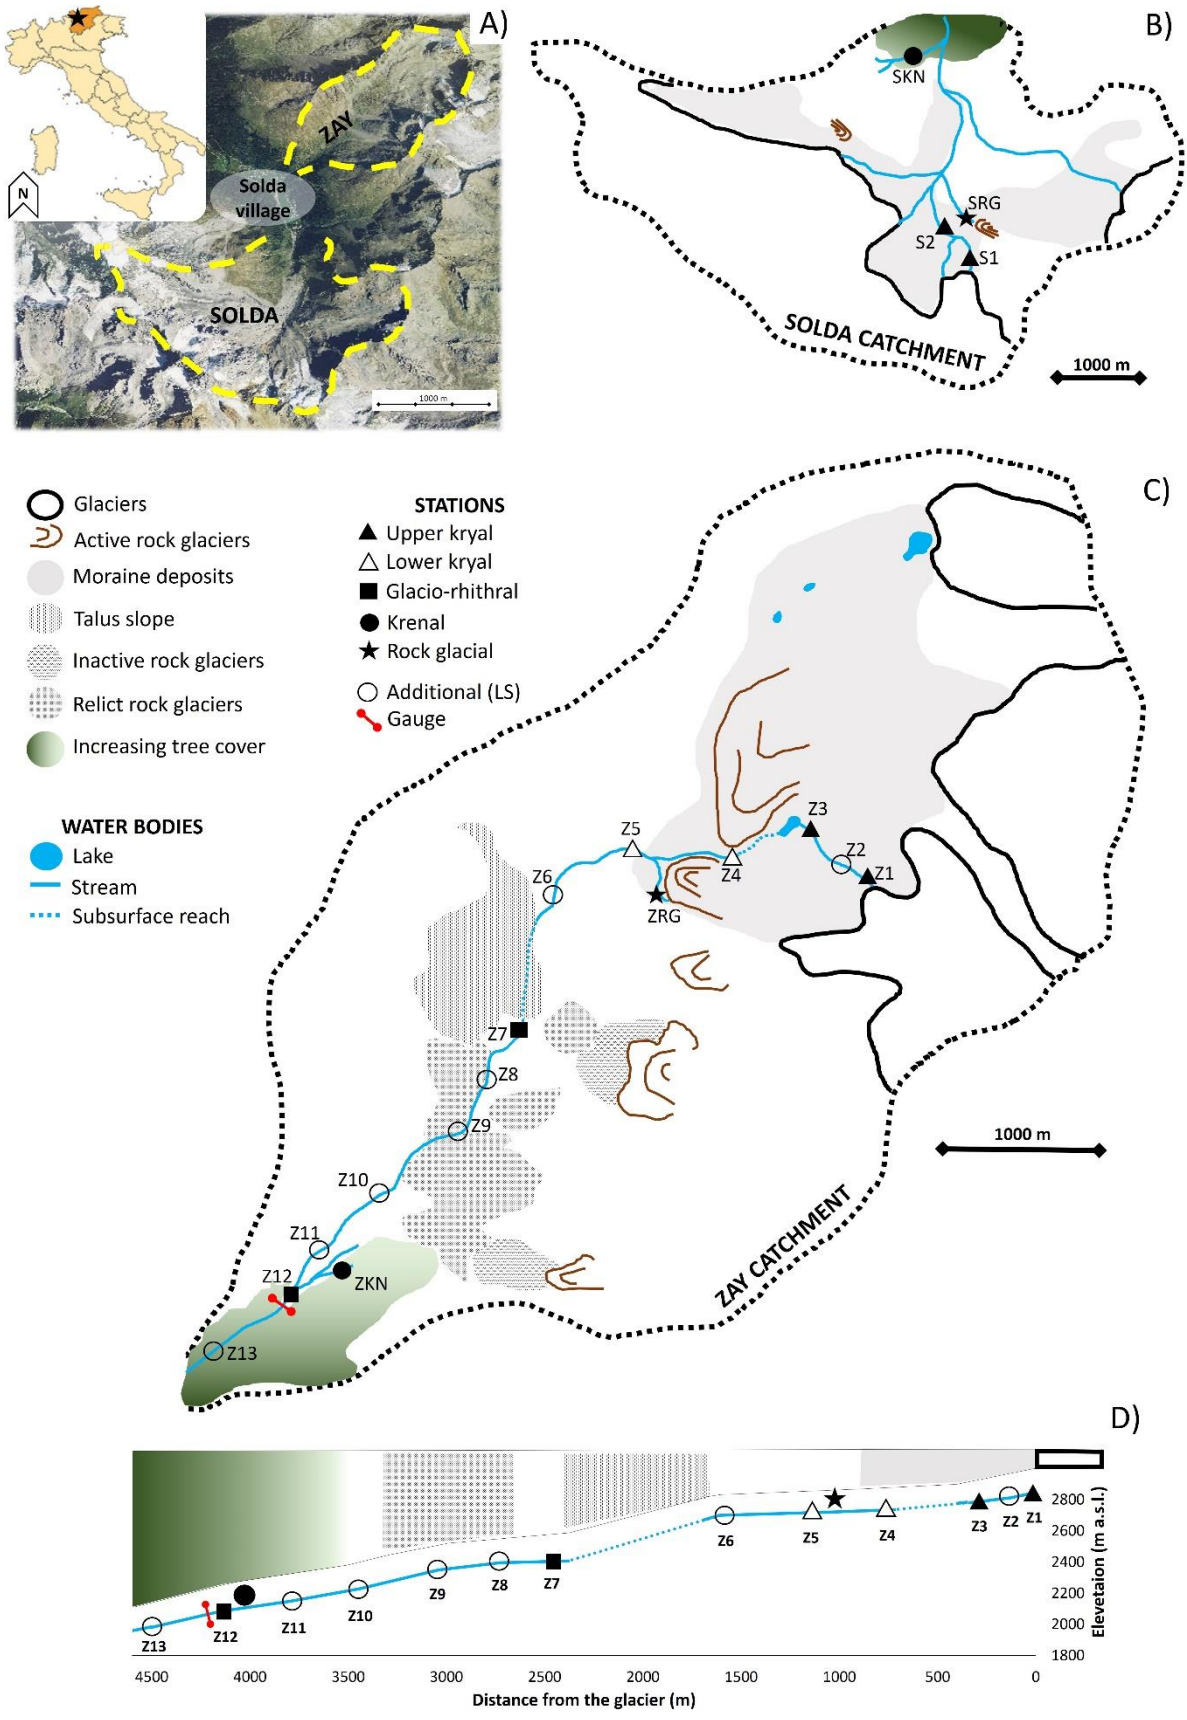 A)
N
ZAY
Solda
village
SOLDA
1000 m
B)
SKN
SRG
S2
S1
SOLDA CATCHMENT
1000 m
C)
Glaciers
Active rock glaciers
Moraine deposits
Talus slope
Inactive rock glaciers
Relict rock glaciers
Increasing tree cover
WATER BODIES
Lake
Stream
Subsurface reach
STATIONS
Upper kryal
Lower kryal
Glacio-rhithral
Krenal
Rock glacial
Additional (LS)
Gauge
Z3
Z5
Z2
Z4
Z1
Z6
ZRG
Z7
Z8
Z9
Z10
Z11
Z12
ZKN
Z13
1000 m
ZAY CATCHMENT
D)
Z13
Z12
Z11
Z10
Z9
Z8
Z7
Z6
Z5
Z4
Z3
Z2
Z1
2800
2600
2400
2200
2000
1800
Elevetaion (m a.s.l.)
4500 4000 3500 3000 2500 2000 1500 1000 500 0
Distance from the glacier (m)